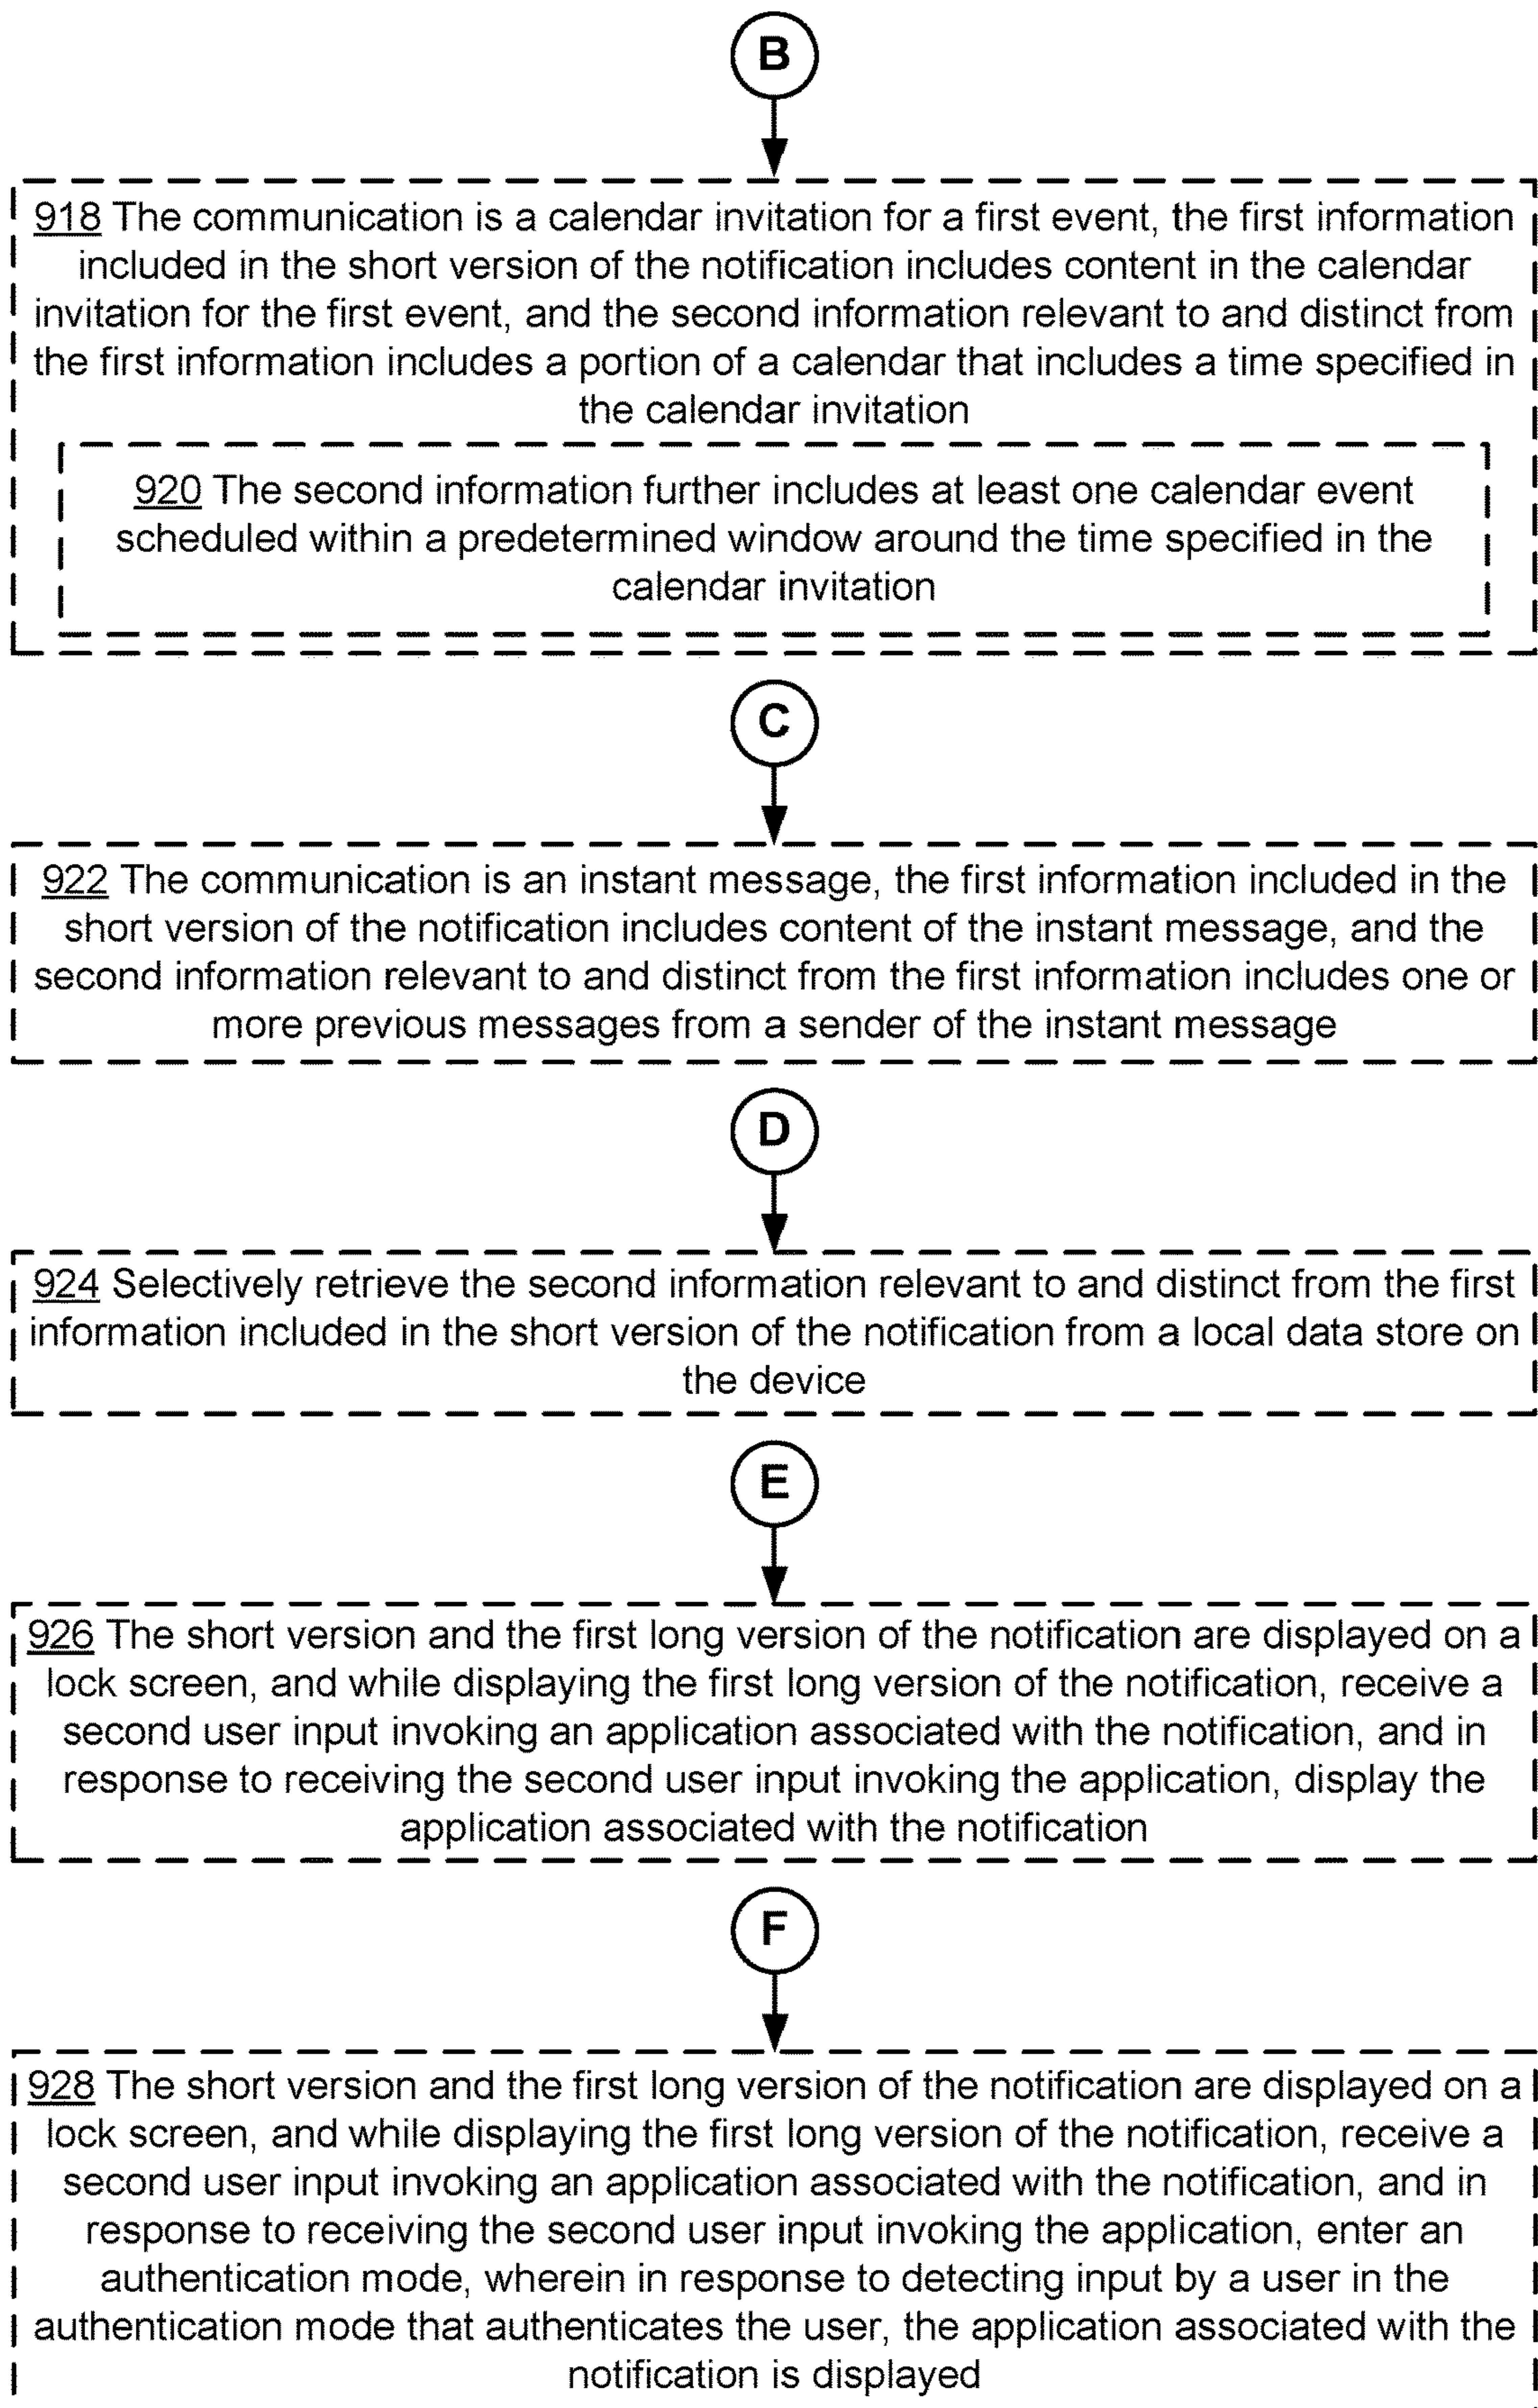 B
918 The communication is a calendar invitation for a first event, the first information
included in the short version of the notification includes content in the calendar
invitation for the first event, and the second information relevant to and distinct from
the first information includes a portion of a calendar that includes a time specified in
the calendar invitation
920 The second information further includes at least one calendar event
scheduled within a predetermined window around the time specified in the
calendar invitation
C
922 The communication is an instant message, the first information included in the
short version of the notification includes content of the instant message, and the
second information relevant to and distinct from the first information includes one or
more previous messages from a sender of the instant message
D
924 Selectively retrieve the second information relevant to and distinct from the first
information included in the short version of the notification from a local data store on
the device
E
926 The short version and the first long version of the notification are displayed on a
lock screen, and while displaying the first long version of the notification, receive a
second user input invoking an application associated with the notification, and in
response to receiving the second user input invoking the application, display the
application associated with the notification
F
928 The short version and the first long version of the notification are displayed on a
lock screen, and while displaying the first long version of the notification, receive a
second user input invoking an application associated with the notification, and in
response to receiving the second user input invoking the application, enter an
authentication mode, wherein in response to detecting input by a user in the
authentication mode that authenticates the user, the application associated with the
notification is displayed